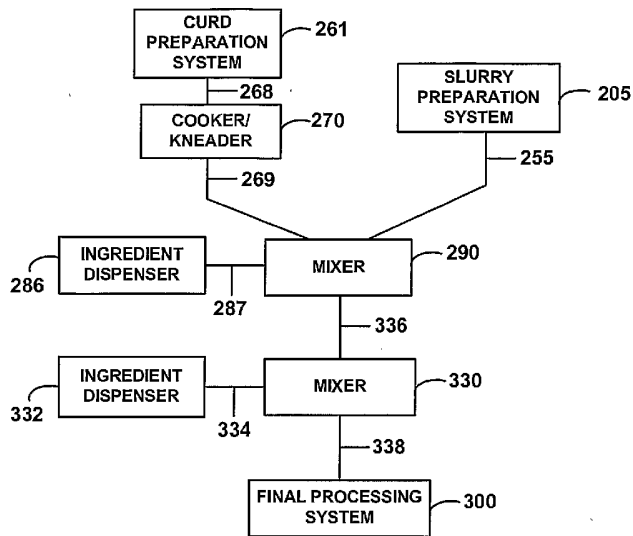 CURD
PREPARATION
SYSTEM
261
268
COOKER/
KNEADER
270
269
SLURRY
PREPARATION
SYSTEM
205
255
INGREDIENT
DISPENSER
286
287
MIXER
290
336
INGREDIENT
DISPENSER
332
334
MIXER
330
338
FINAL PROCESSING
SYSTEM
300